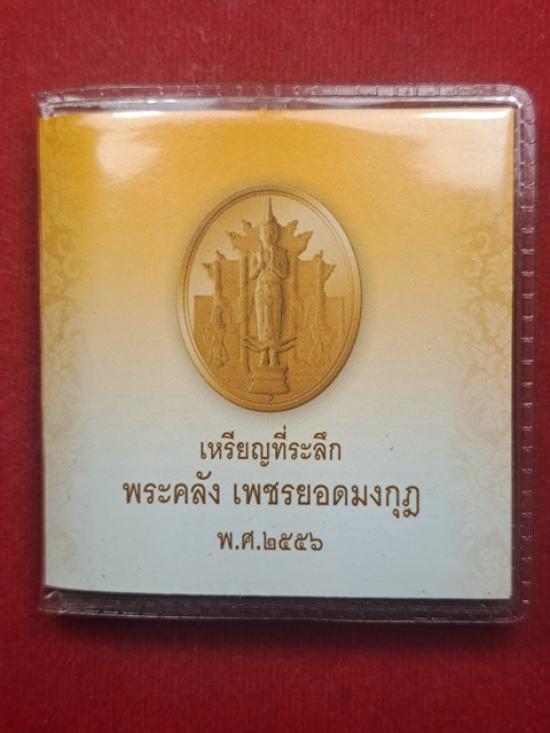 เหรียญที่ระลึก
พระคลัง เพชรยอดมงกุฎ
พ.ศ.๒๕๕๖